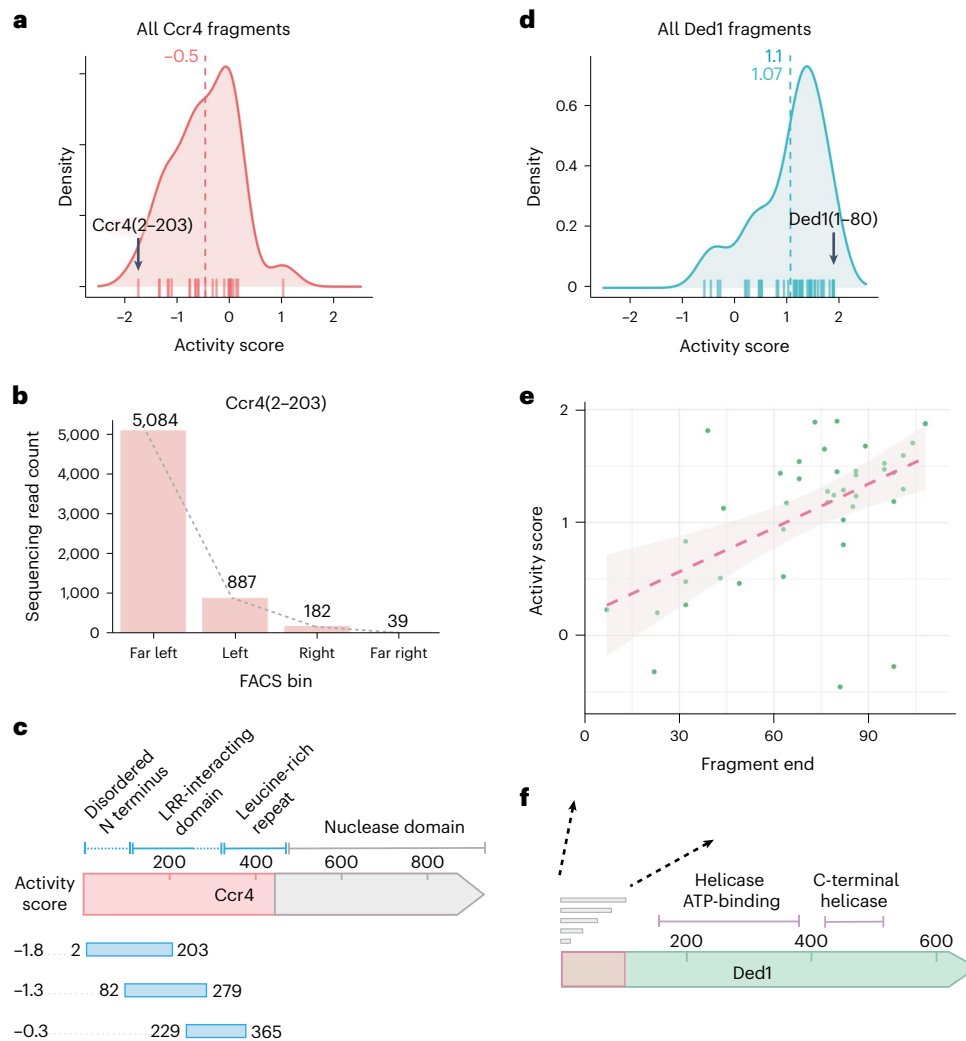 a
All Ccr4 fragments
−0.5
Density
Ccr4(2–203)
−2
−1
0
1
2
Activity score
d
All Ded1 fragments
1.1
1.07
0.6
0.4
0.2
0
Density
Ded1(1–80)
−2
−1
0
1
2
Activity score
b
Ccr4(2–203)
5,084
5,000
4,000
3,000
2,000
1,000
0
Sequencing read count
887
182
39
Far left
Left
Right
Far right
FACS bin
e
2
1
0
Activity score
0
30
60
90
Fragment end
c
Disordered
N terminus
LRR-interacting
domain
Leucine-rich
repeat
Nuclease domain
200
400
600
800
Activity
score
Ccr4
−1.8
2
203
−1.3
82
279
−0.3
229
365
f
Helicase
ATP-binding
C-terminal
helicase
200
400
600
Ded1